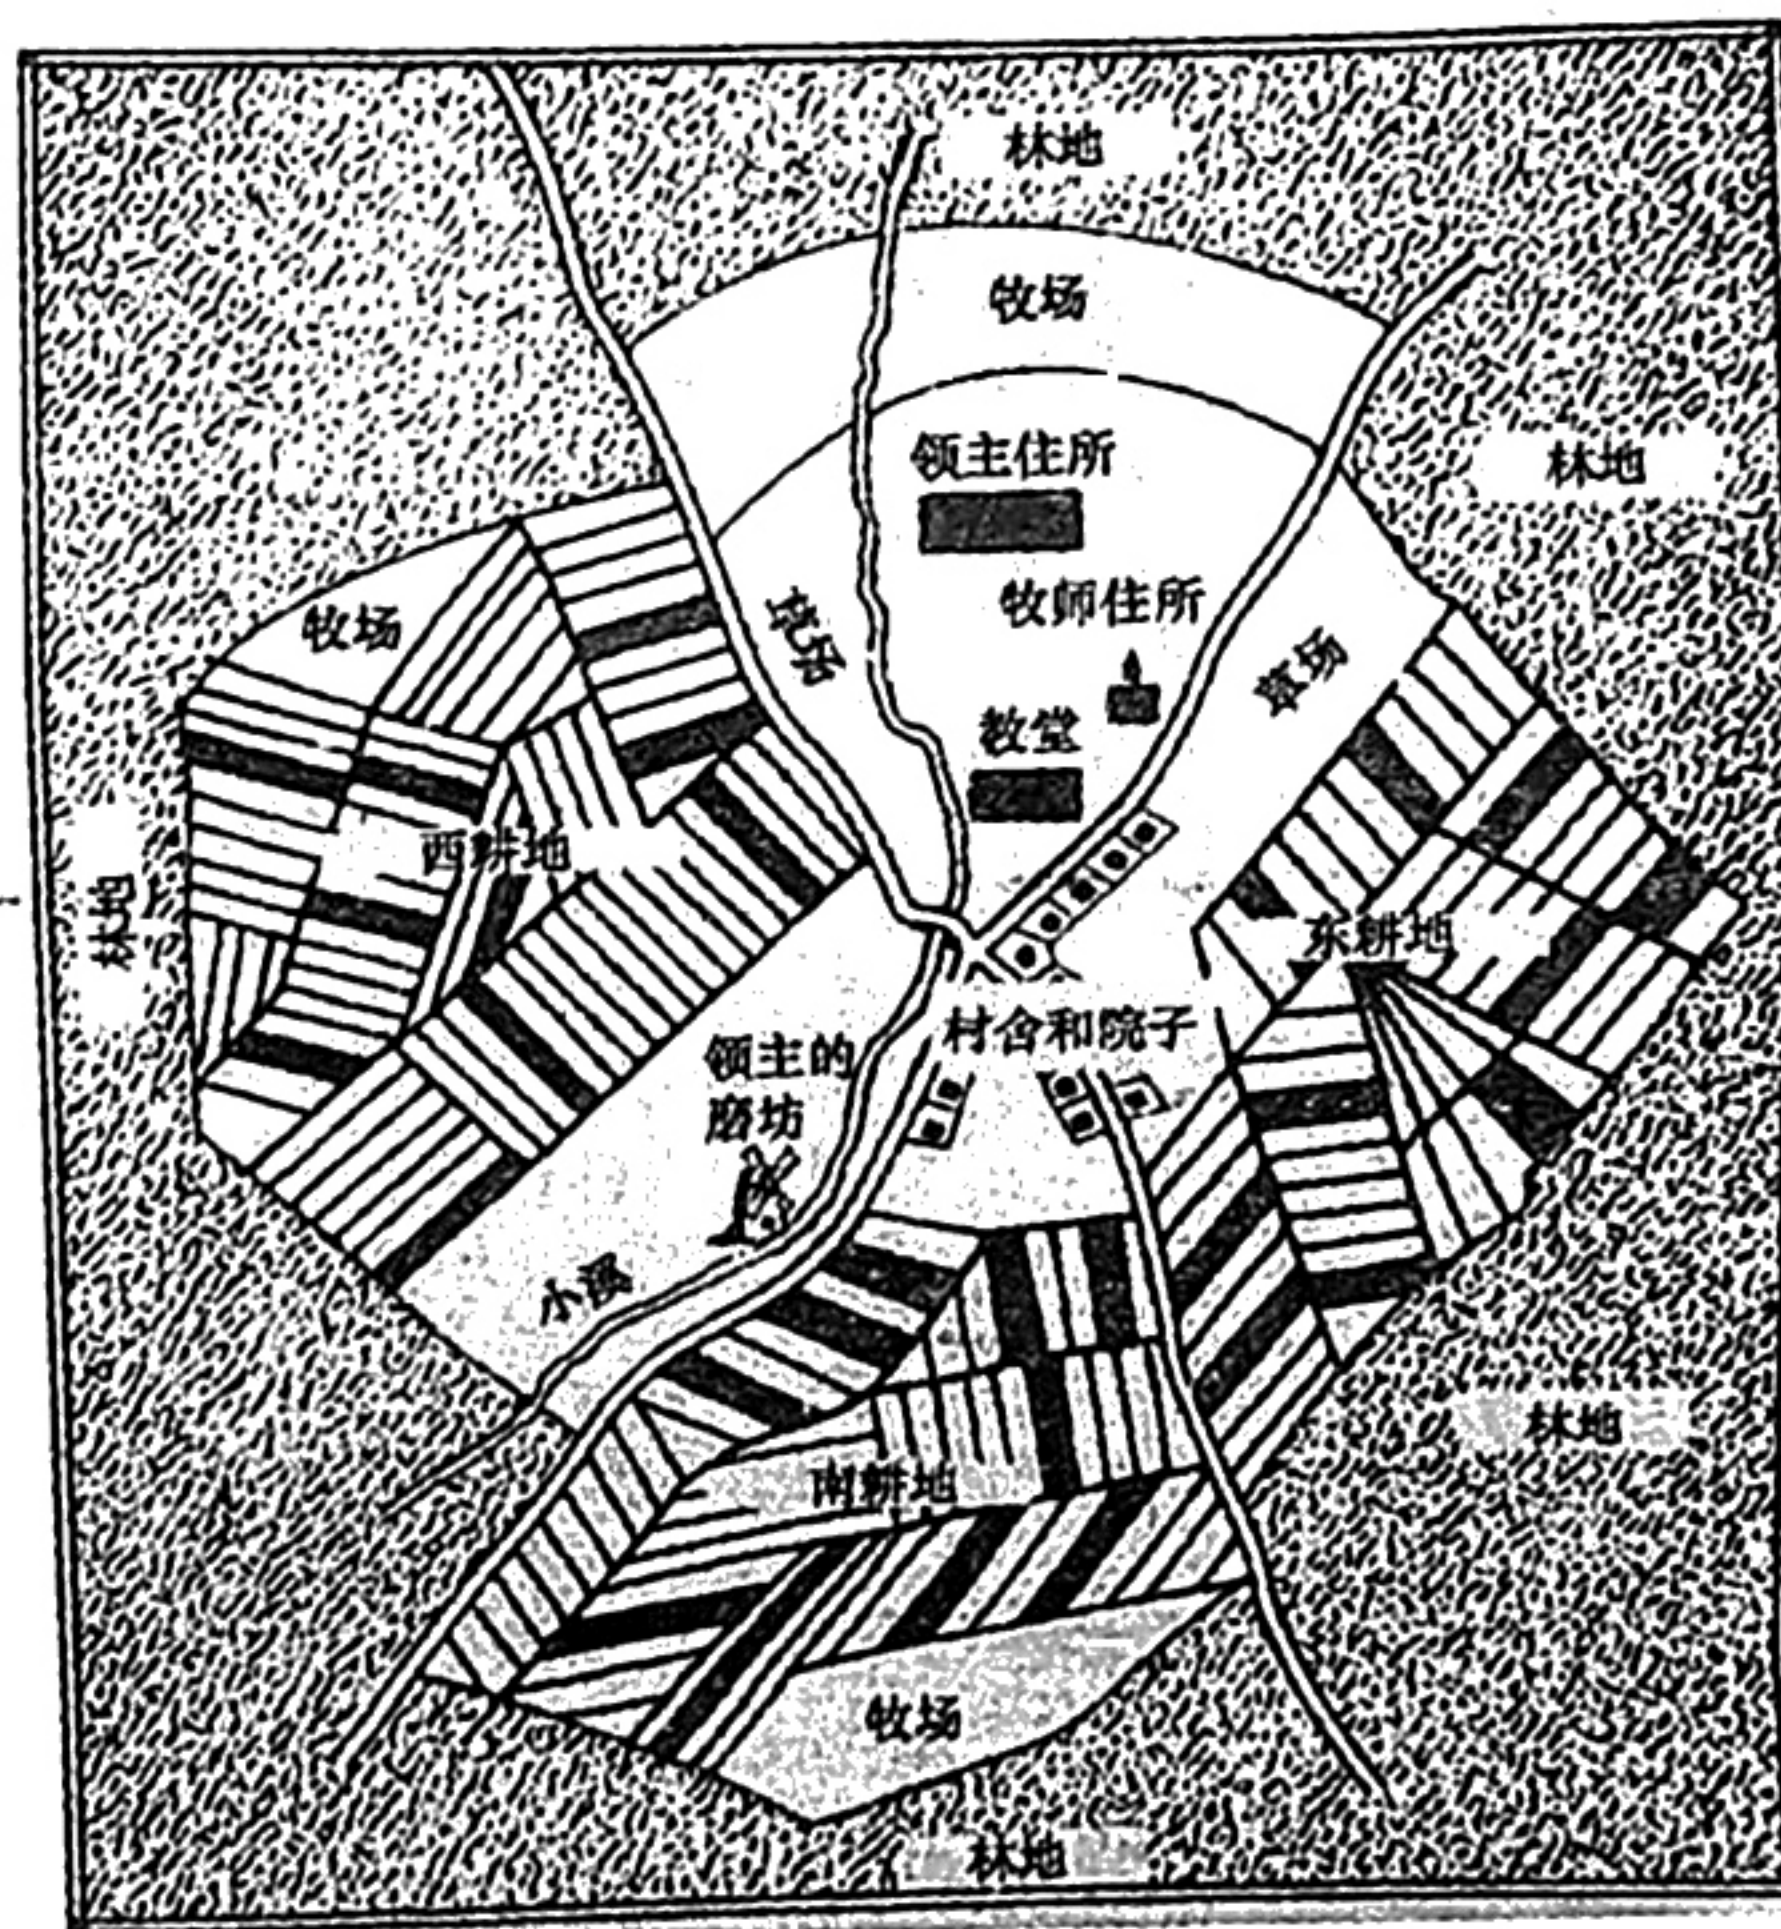 林地
牧场
领主住所
林地
牧师住所
牧场
草场
草场
教堂
西耕地
林地
东耕地
村舍和院子
领主的
磨坊
小溪
林地
南耕地
牧场
林地